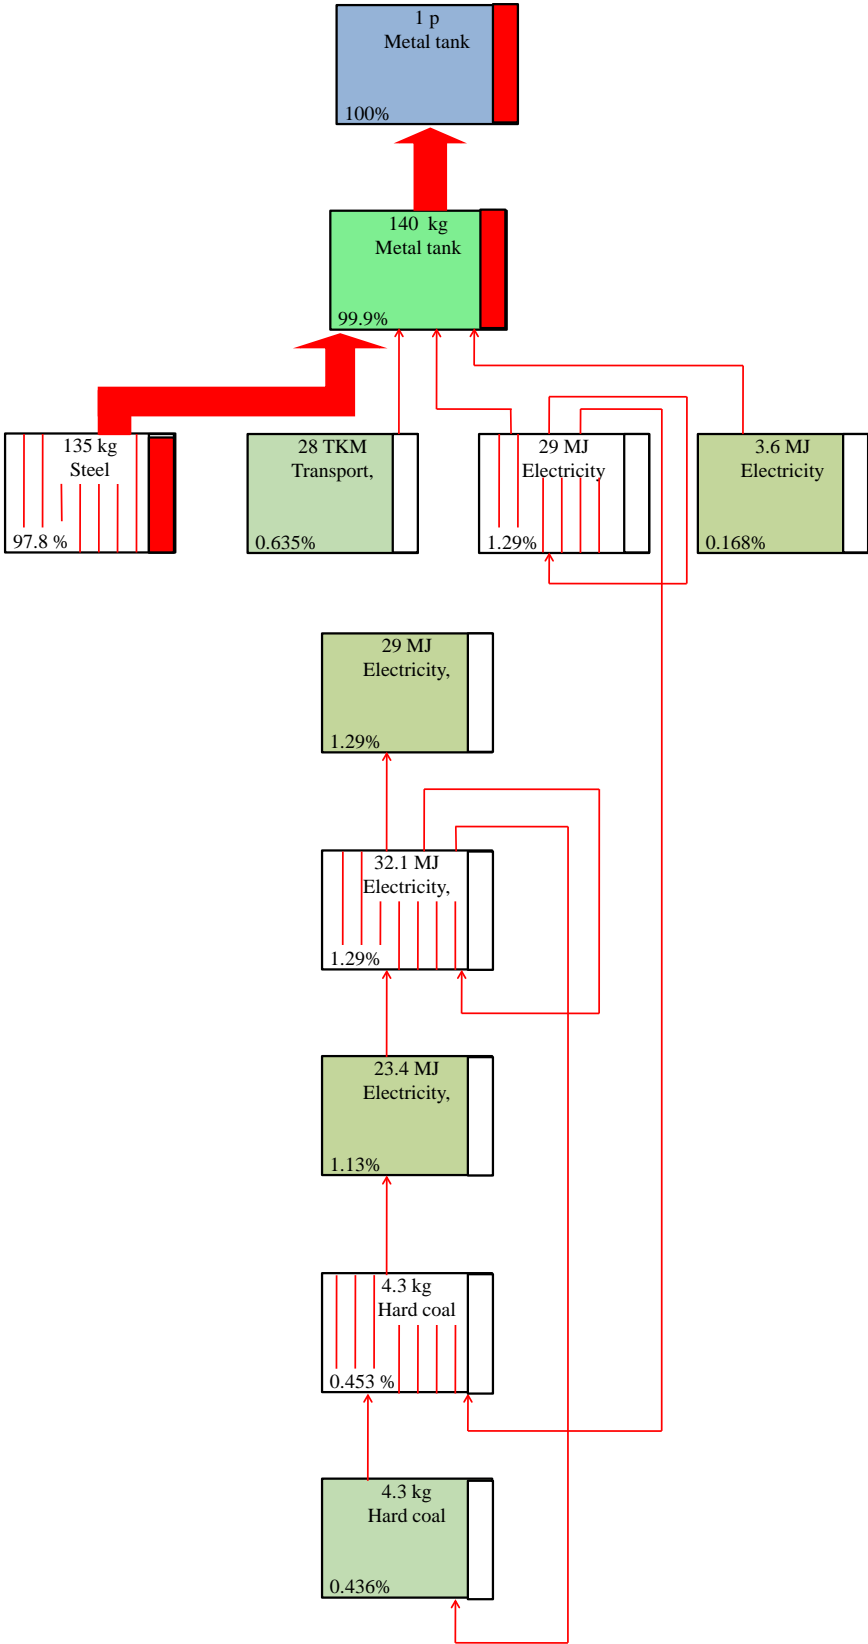 1 p
Metal tank
100%
140 kg
Metal tank
99.9%
135 kg
Steel
97.8 %
28 TKM
Transport,
0.635%
29 MJ
Electricity
1.29%
3.6 MJ
Electricity
0.168%
29 MJ
Electricity,
1.29%
32.1 MJ
Electricity,
1.29%
23.4 MJ
Electricity,
1.13%
4.3 kg
Hard coal
0.453 %
4.3 kg
Hard coal
0.436%